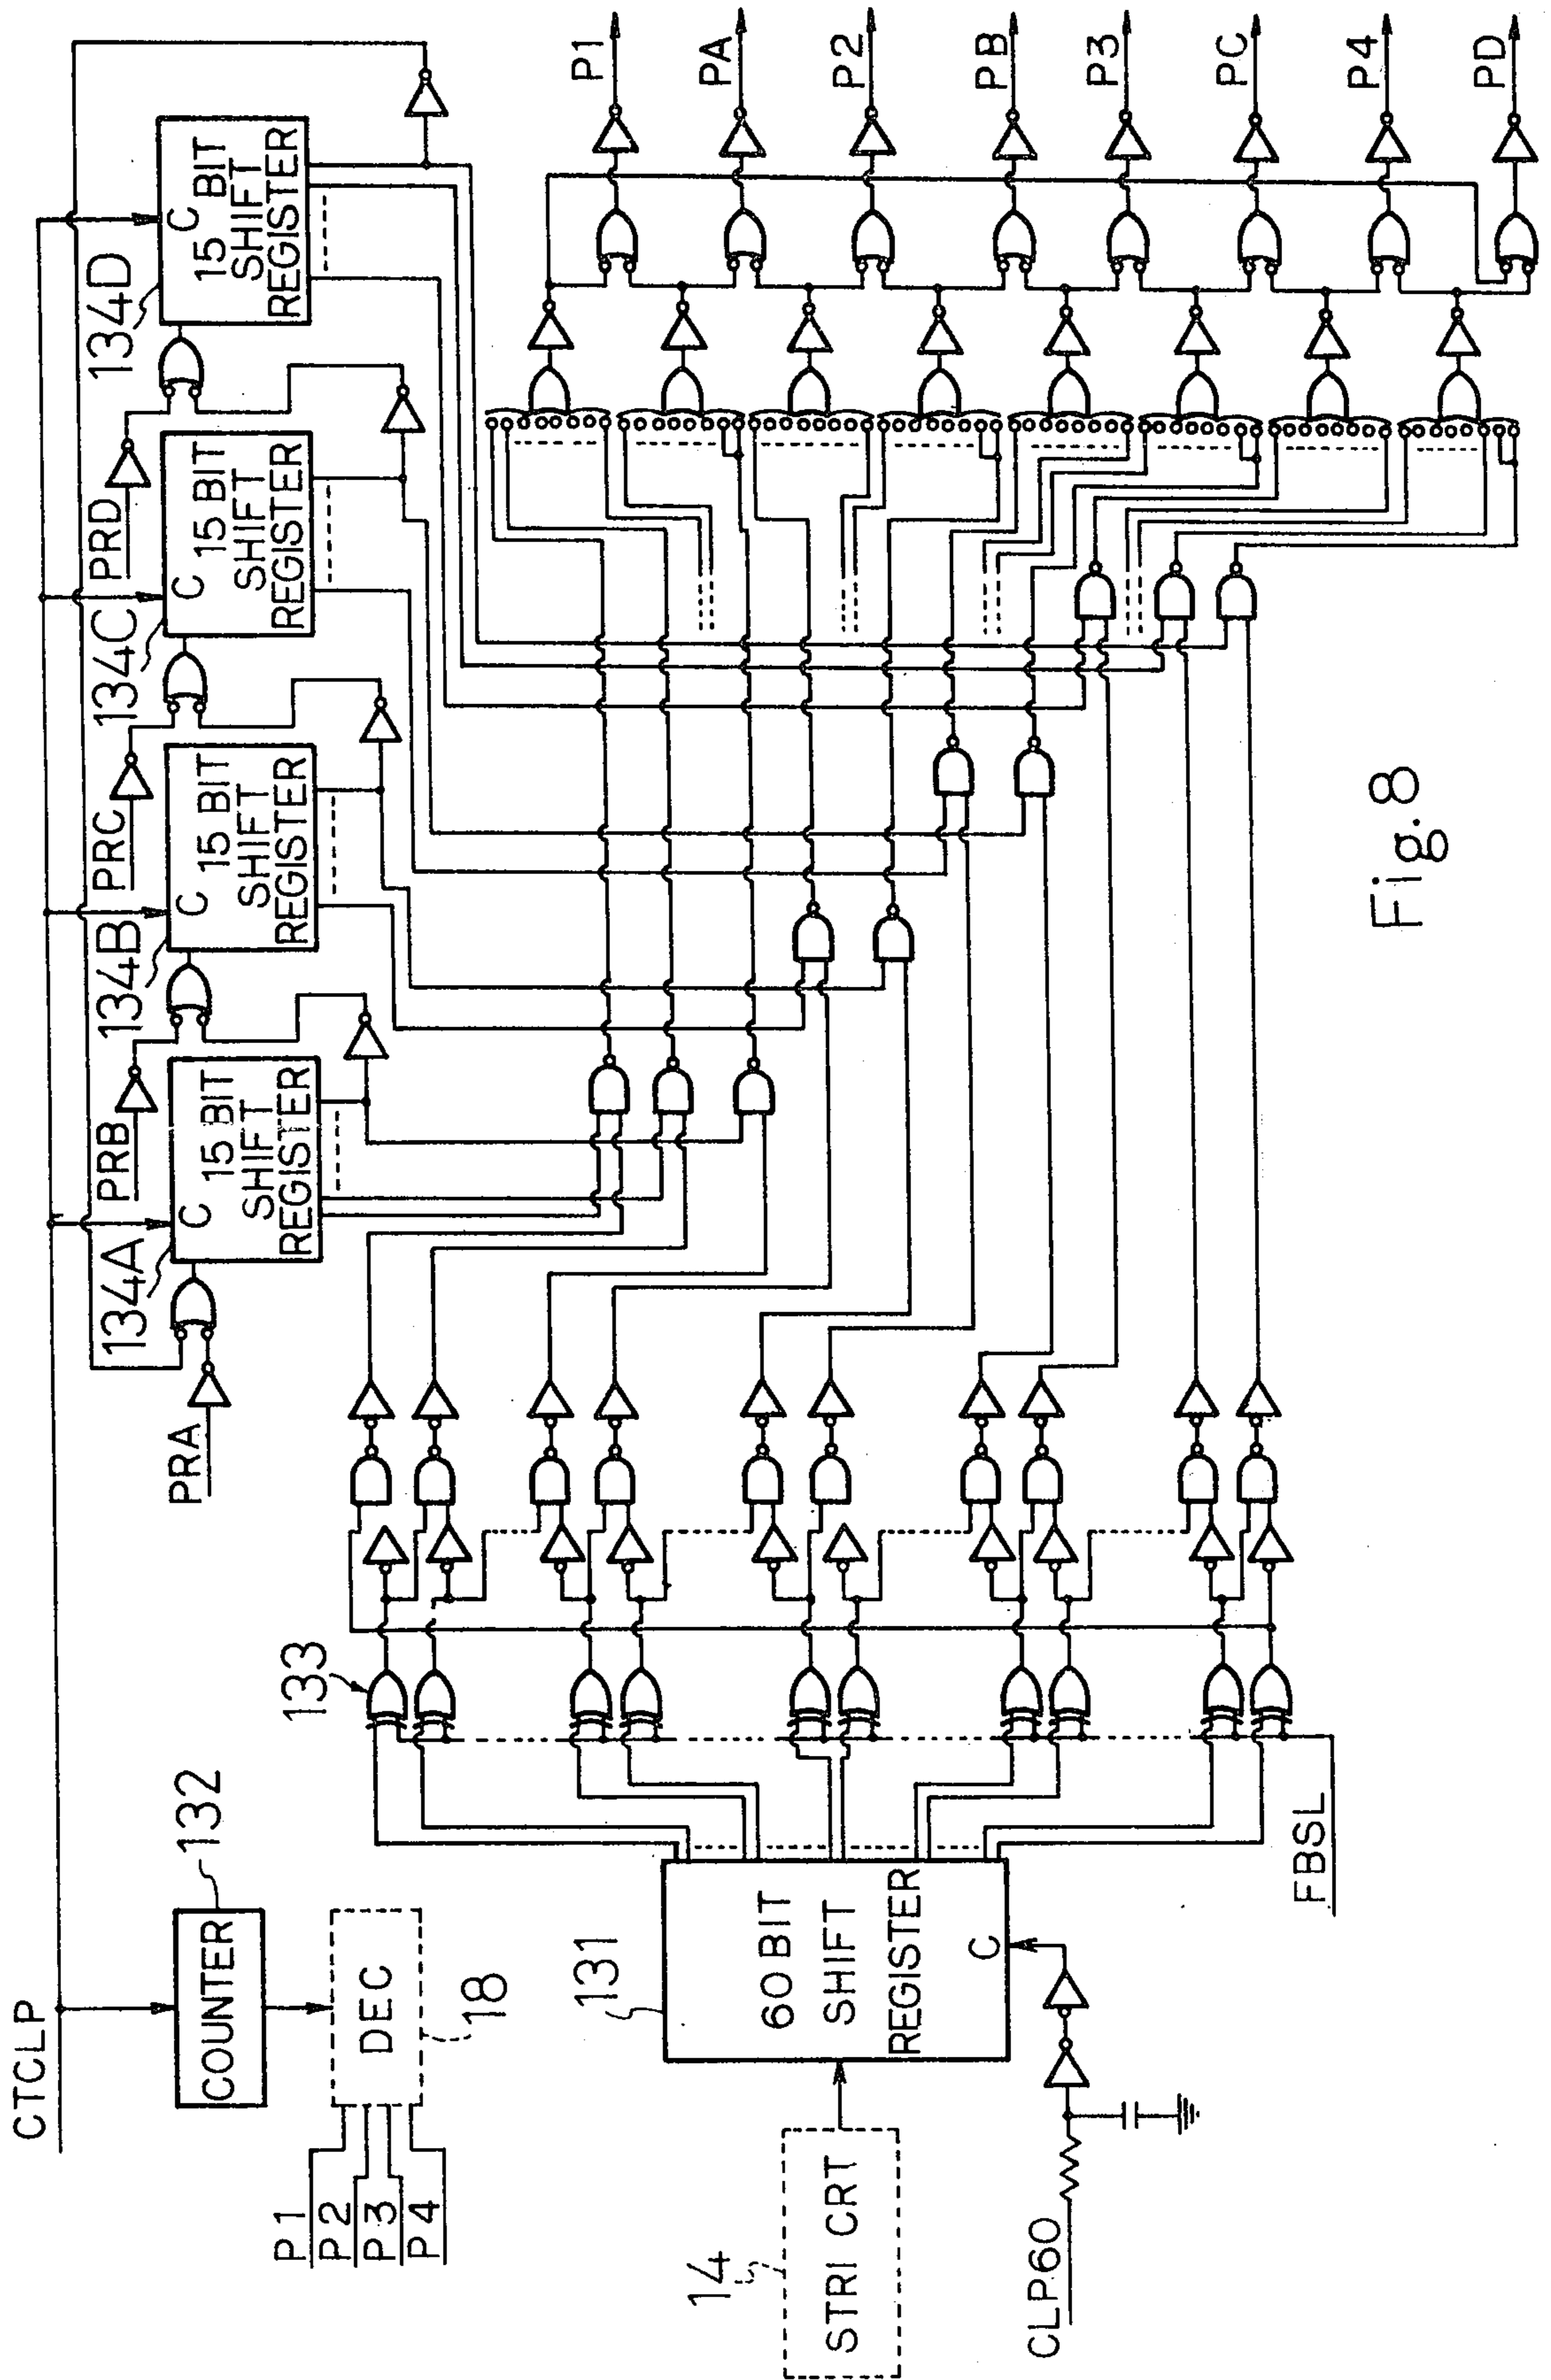 CTCLP
COUNTER
132
P1
P2
P3
P4
DEC
18
14
STRI CRT
131
60 BIT
SHIFT
REGISTER
C
CLP60
FBSL
133
PRA
134A
C
15 BIT
SHIFT
REGISTER
PRB
134B
C
15 BIT
SHIFT
REGISTER
PRC
134C
C
15 BIT
SHIFT
REGISTER
PRD
134D
C
15 BIT
SHIFT
REGISTER
P1
PA
P2
PB
P3
PC
P4
PD
Fig.8